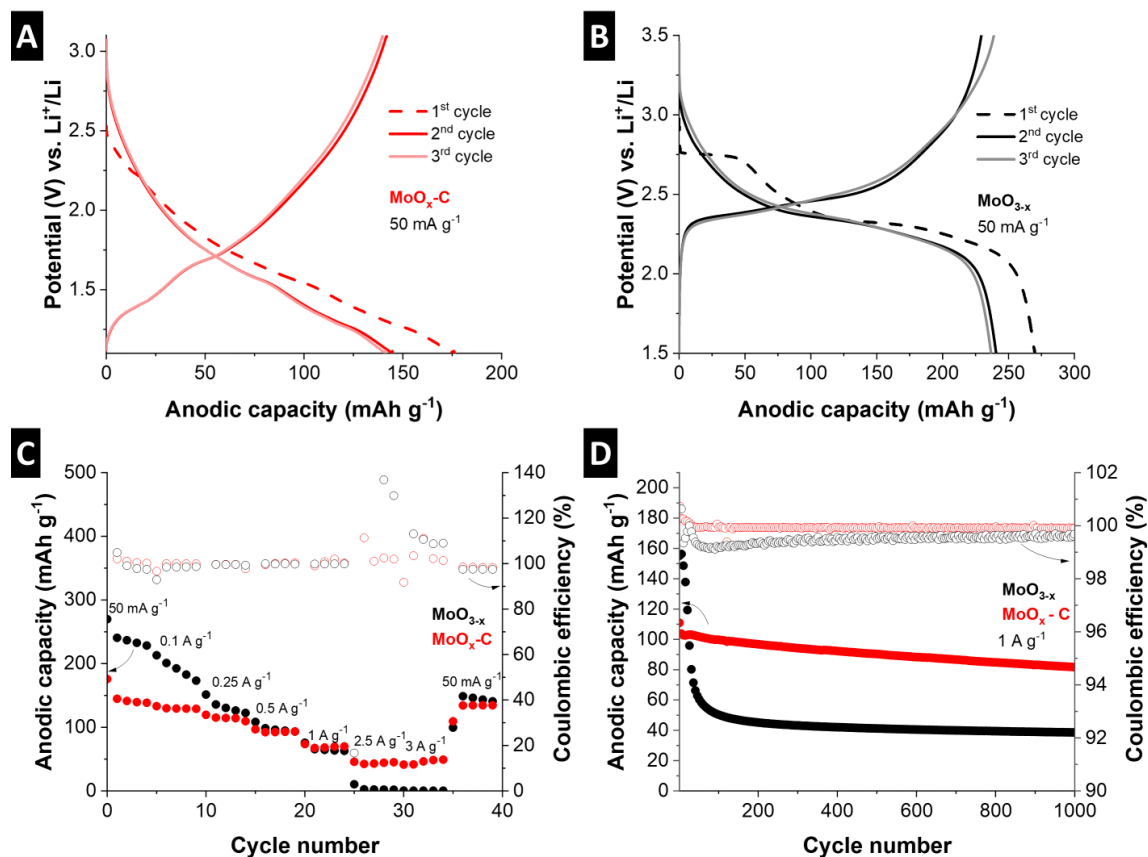 A
3.0
2.5
2.0
1.5
0
50
100
150
200
Potential (V) vs. Li⁺/Li
Anodic capacity (mAh g⁻¹)
1ˢᵗ cycle
2ⁿᵈ cycle
3ʳᵈ cycle
MoOₓ-C
50 mA g⁻¹
B
3.5
3.0
2.5
2.0
1.5
0
50
100
150
200
250
300
Potential (V) vs. Li⁺/Li
Anodic capacity (mAh g⁻¹)
1ˢᵗ cycle
2ⁿᵈ cycle
3ʳᵈ cycle
MoO₃₋ₓ
50 mA g⁻¹
C
500
450
400
350
300
250
200
150
100
50
0
0
10
20
30
40
140
120
100
80
60
40
20
0
Anodic capacity (mAh g⁻¹)
Coulombic efficiency (%)
Cycle number
50 mA g⁻¹
0.1 A g⁻¹
0.25 A g⁻¹
0.5 A g⁻¹
1 A g⁻¹
2.5 A g⁻¹
3 A g⁻¹
50 mA g⁻¹
MoO₃₋ₓ
MoOₓ-C
D
200
180
160
140
120
100
80
60
40
20
0
200
400
600
800
1000
102
100
98
96
94
92
90
Anodic capacity (mAh g⁻¹)
Coulombic efficiency (%)
Cycle number
MoO₃₋ₓ
MoOₓ - C
1 A g⁻¹